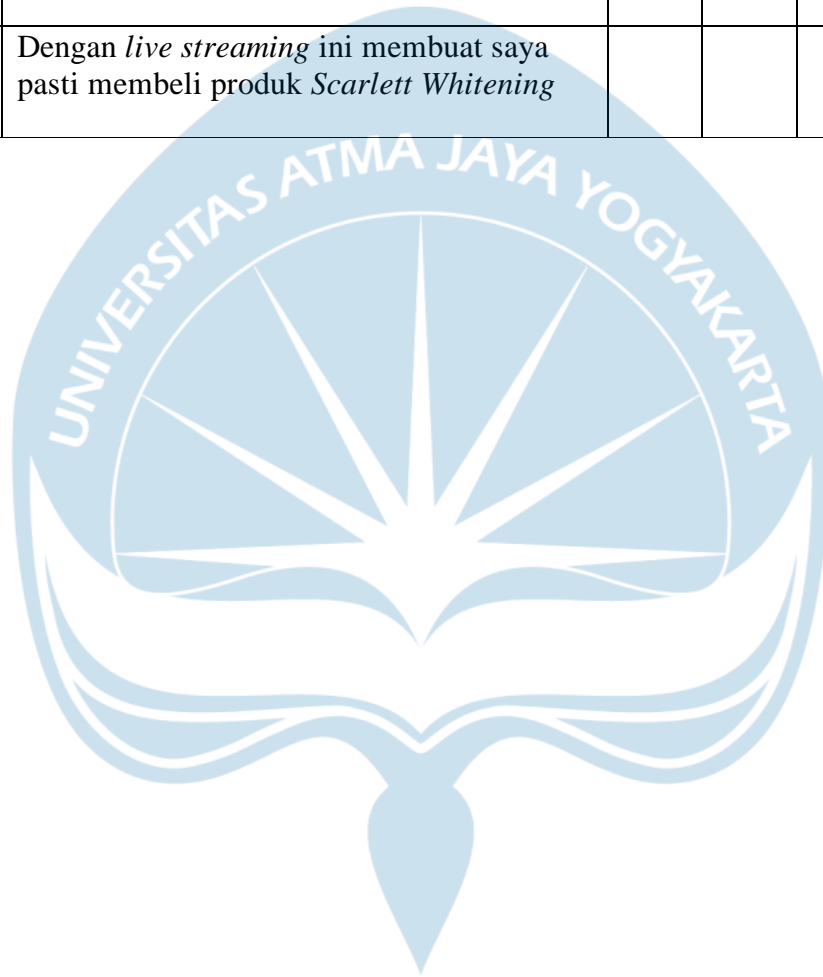 Dengan live streaming ini membuat saya
pasti membeli produk Scarlett Whitening
UNIVERSITAS ATMA JAYA YOGYAKARTA